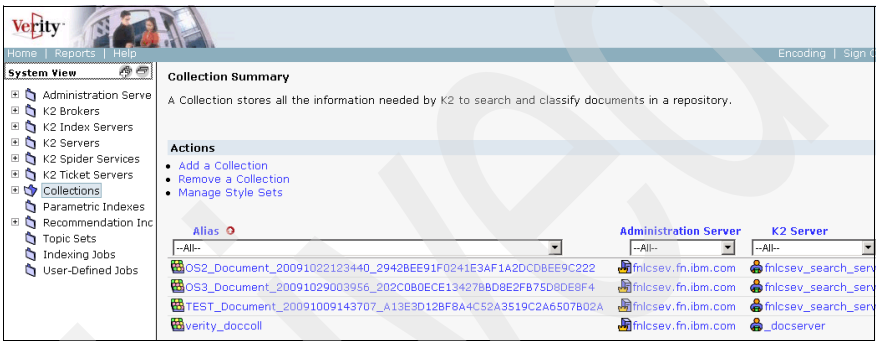 Verity
Home | Reports | Help
Encoding | Sign
System View
Administration Serve
K2 Brokers
K2 Index Servers
K2 Servers
K2 Spider Services
K2 Ticket Servers
Collections
Parametric Indexes
Recommendation Inc
Topic Sets
Indexing Jobs
User-Defined Jobs
Collection Summary
A Collection stores all the information needed by K2 to search and classify documents in a repository.
Actions
Add a Collection
Remove a Collection
Manage Style Sets
Alias Administration Server K2 Server
--All-- --All-- --All--
OS2_Document_20091022123440_2942BEE91F0241E3AF1A2DCDBEE9C222 fnlcsev.fn.ibm.com fnlcsev_search_serv
OS3_Document_20091029003956_202C0B0ECE13427BBD8E2FB75D8DE8F4 fnlcsev.fn.ibm.com fnlcsev_search_serv
TEST_Document_20091009143707_A13E3D12BF8A4C52A3519C2A6507B02A fnlcsev.fn.ibm.com fnlcsev_search_serv
verity_doccoll fnlcsev.fn.ibm.com _docserver